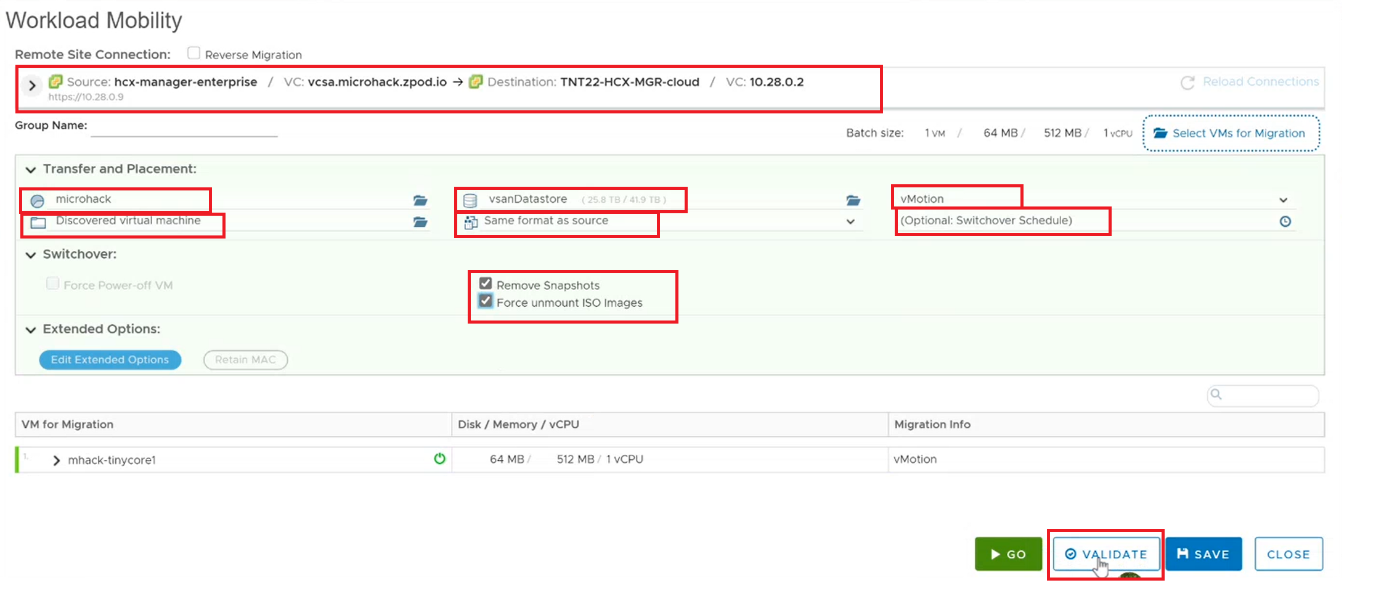 Workload Mobility
Remote Site Connection: Reverse Migration
Source: hcx-manager-enterprise / VC: vcsa.microhack.zpod.io → Destination: TNT22-HCX-MGR-cloud / VC: 10.28.0.2 Reload Connections
https://10.28.0.9
Group Name: Batch size: 1 VM / 64 MB / 512 MB / 1 vCPU Select VMs for Migration
Transfer and Placement:
microhack vsanDatastore ( 25.8 TB / 41.9 TB ) vMotion
Discovered virtual machine Same format as source (Optional: Switchover Schedule)
Switchover:
Force Power-off VM Remove Snapshots
Force unmount ISO Images
Extended Options:
Edit Extended Options Retain MAC
VM for Migration Disk / Memory / vCPU Migration Info
1. mhack-tinycore1 64 MB / 512 MB / 1 vCPU vMotion
GO VALIDATE SAVE CLOSE